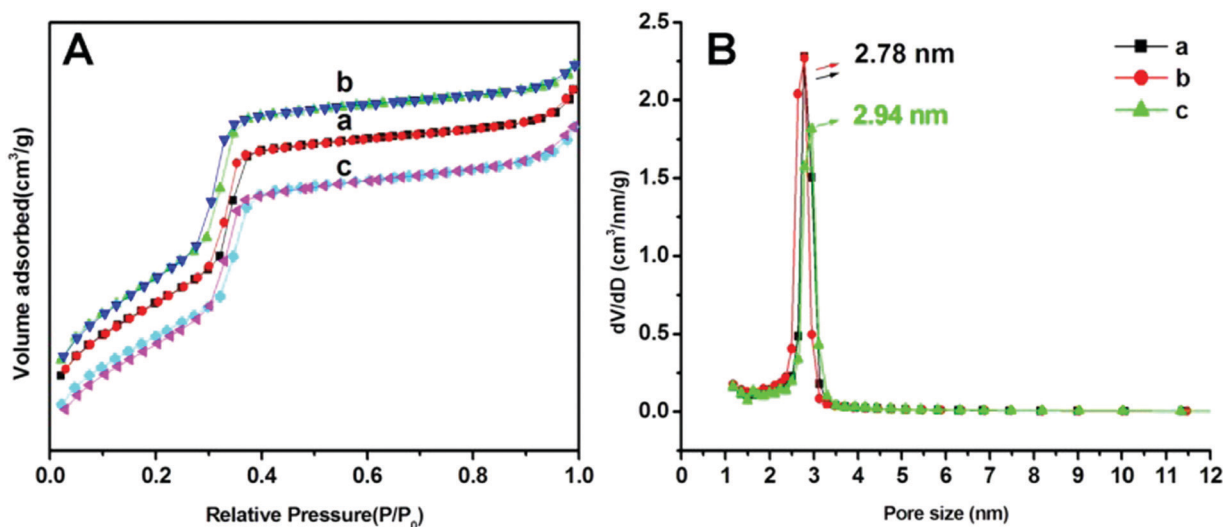 A
b
a
c
Volume adsorbed(cm³/g)
0.0 0.2 0.4 0.6 0.8 1.0
Relative Pressure(P/P₀)
B
2.78 nm
2.94 nm
a
b
c
dV/dD (cm³/nm/g)
2.5
2.0
1.5
1.0
0.5
0.0
0 1 2 3 4 5 6 7 8 9 10 11 12
Pore size (nm)